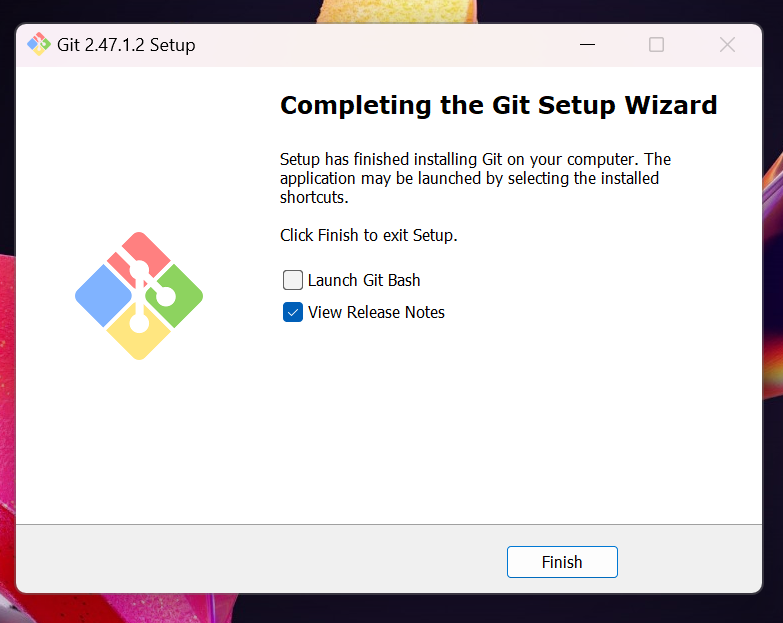 Git 2.47.1.2 Setup
Completing the Git Setup Wizard
Setup has finished installing Git on your computer. The
application may be launched by selecting the installed
shortcuts.
Click Finish to exit Setup.
Launch Git Bash
View Release Notes
Finish